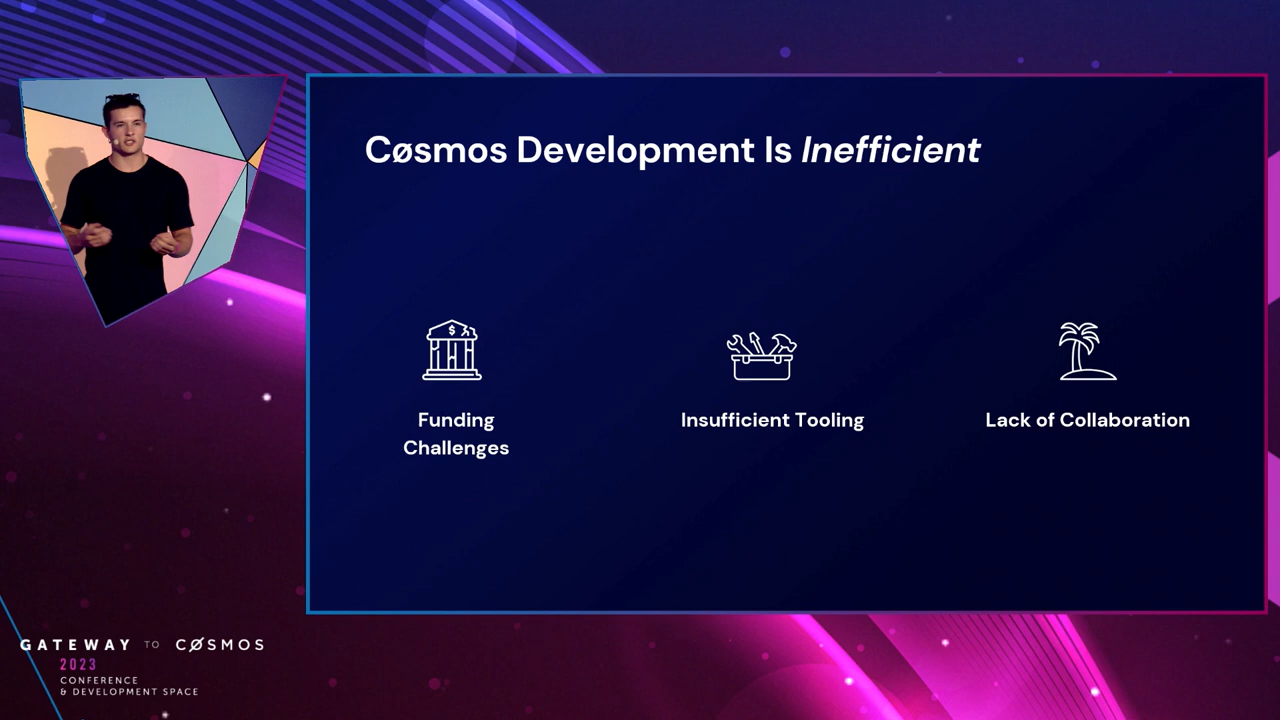 Cøsmos Development Is Inefficient
$
Funding
Challenges
Insufficient Tooling
Lack of Collaboration
GATEWAY TO CØSMOS
2023
CONFERENCE
& DEVELOPMENT SPACE